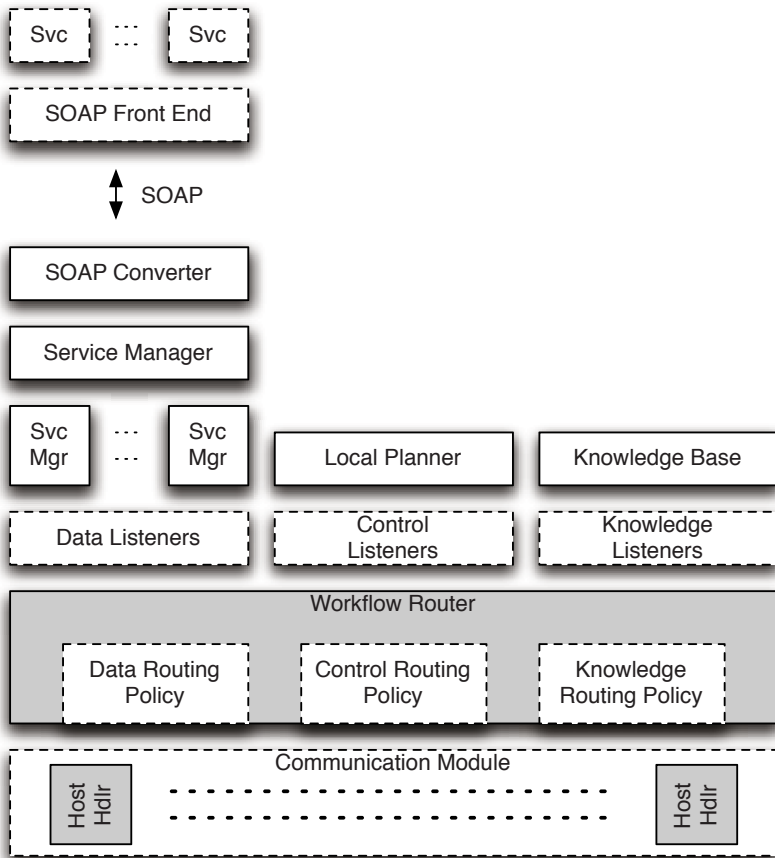 Svc ... ... Svc
SOAP Front End
SOAP
SOAP Converter
Service Manager
Svc
Mgr
... ...
Svc
Mgr
Local Planner
Knowledge Base
Data Listeners
Control
Listeners
Knowledge
Listeners
Workflow Router
Data Routing
Policy
Control Routing
Policy
Knowledge
Routing Policy
Communication Module
Host
Hdlr
Host
Hdlr